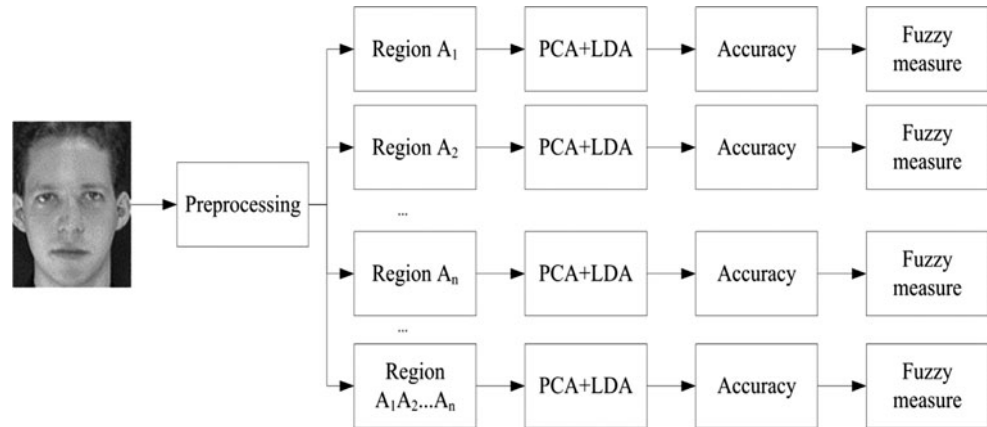 Region A₁ PCA+LDA Accuracy Fuzzy
measure
Region A₂ PCA+LDA Accuracy Fuzzy
measure
Preprocessing
...
Region Aₙ PCA+LDA Accuracy Fuzzy
measure
...
Region
A₁A₂...Aₙ PCA+LDA Accuracy Fuzzy
measure